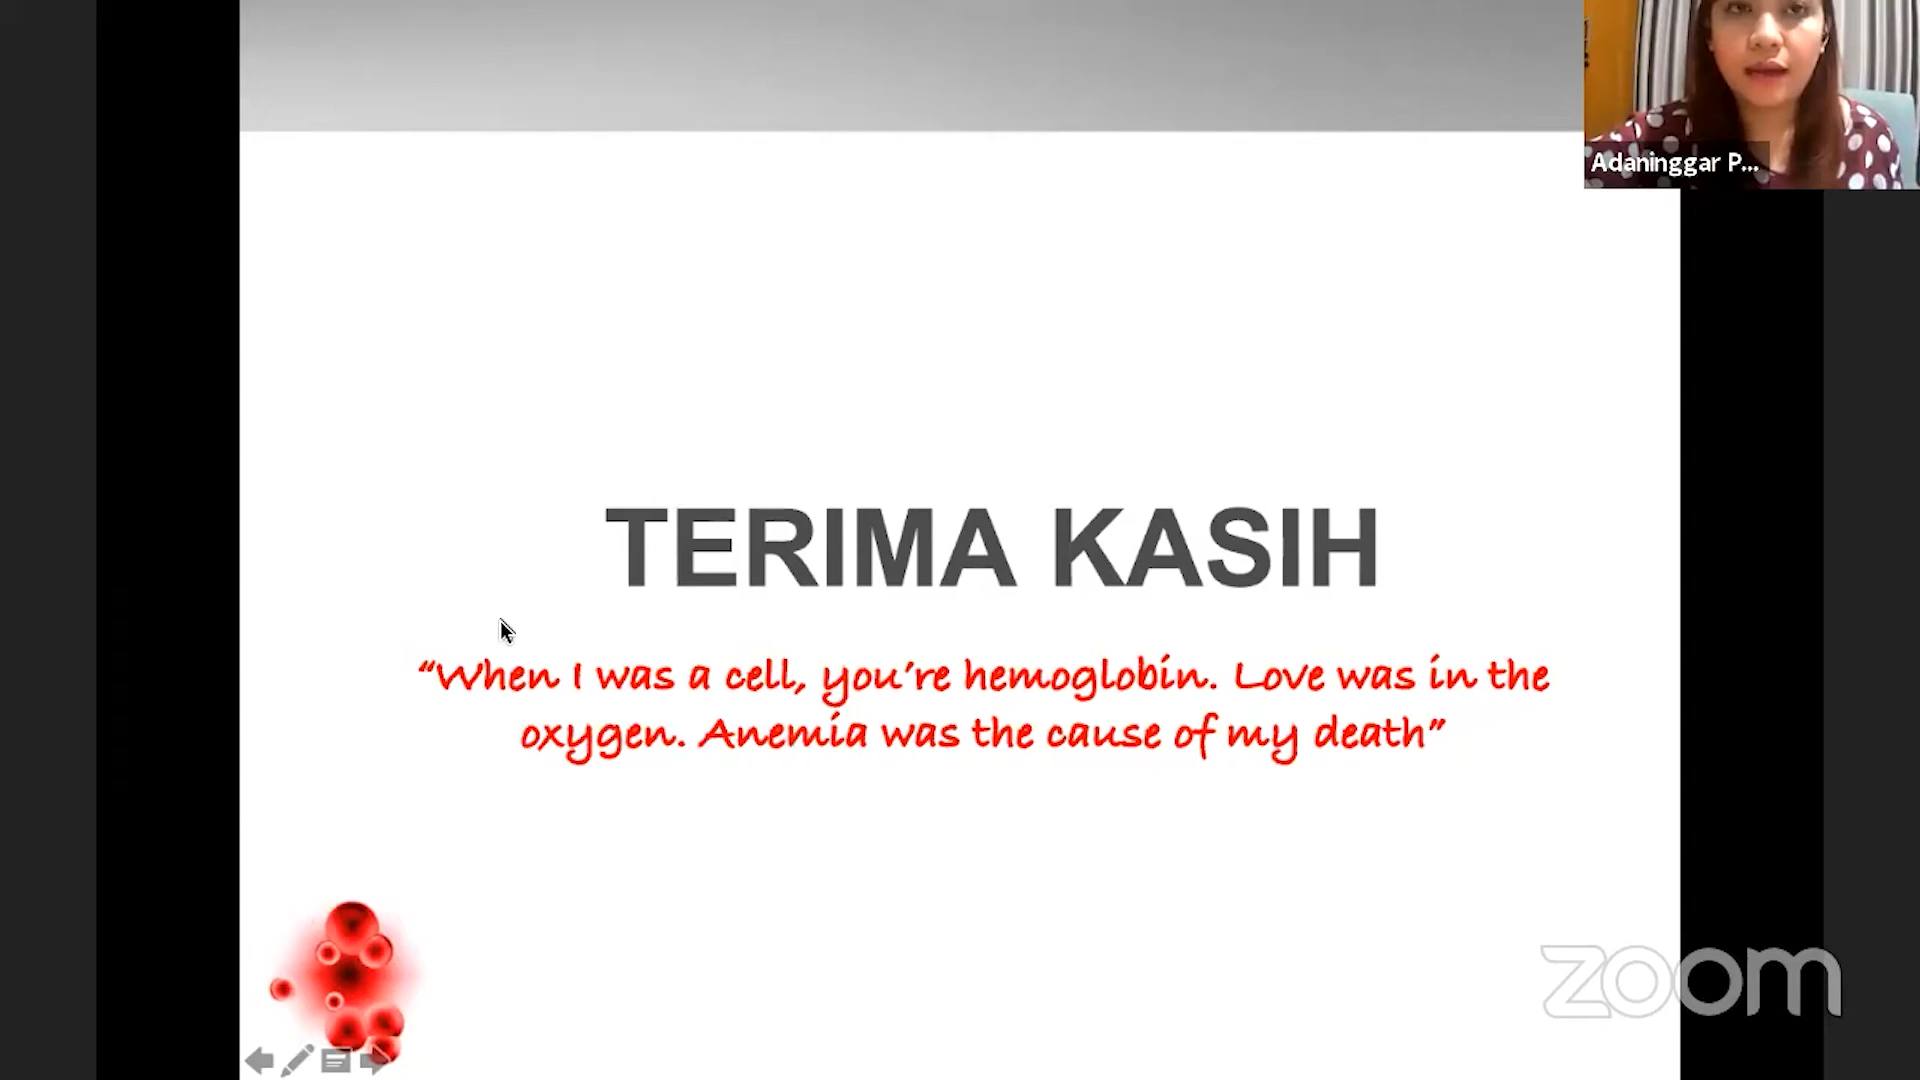 Adaninggar P...
TERIMA KASIH
“When I was a cell, you’re hemoglobin. Love was in the
oxygen. Anemia was the cause of my death”
zoom